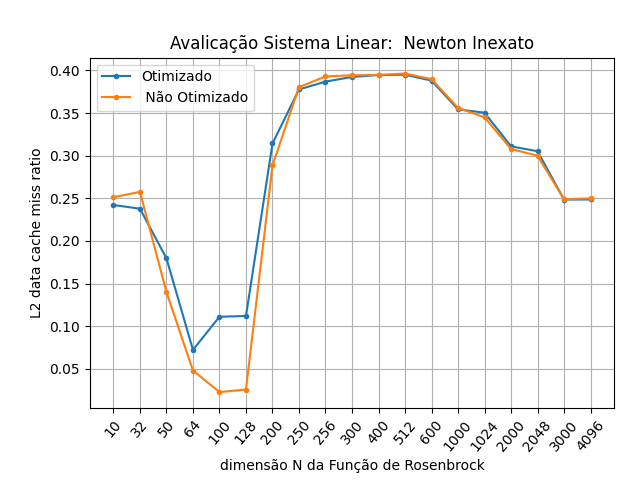 Avalicação Sistema Linear:  Newton Inexato
Otimizado
Não Otimizado
L2 data cache miss ratio
0.40
0.35
0.30
0.25
0.20
0.15
0.10
0.05
10 32 50 64 100 128 200 250 256 300 400 512 600 1000 1024 2000 2048 3000 4096
dimensão N da Função de Rosenbrock